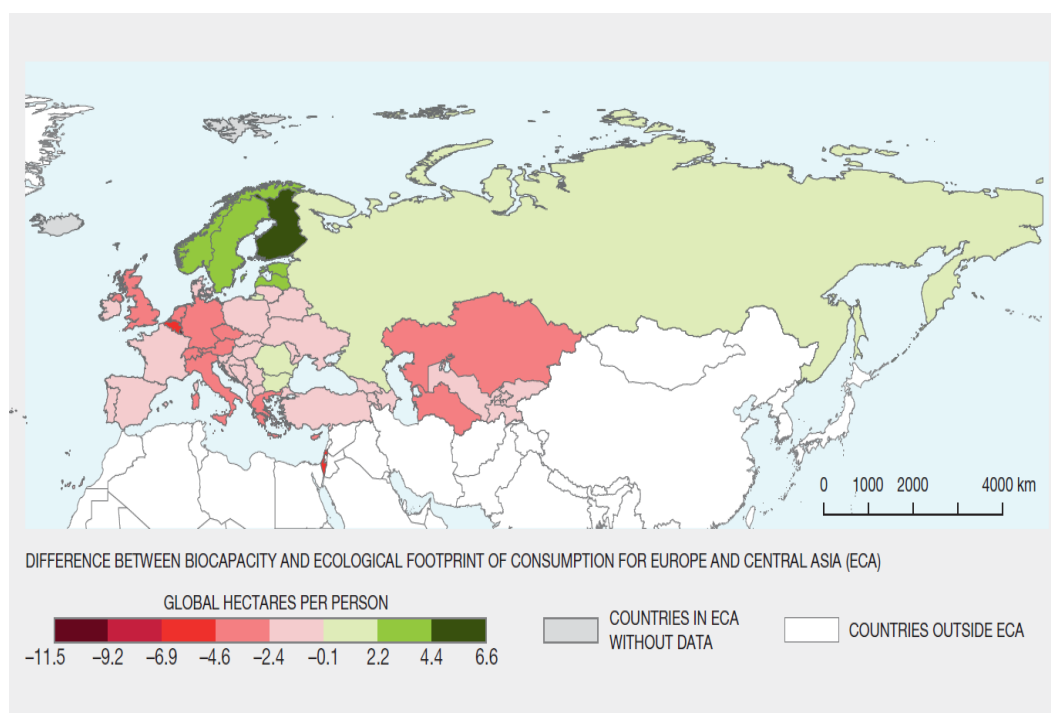 0 1000 2000 4000 km
DIFFERENCE BETWEEN BIOCAPACITY AND ECOLOGICAL FOOTPRINT OF CONSUMPTION FOR EUROPE AND CENTRAL ASIA (ECA)
GLOBAL HECTARES PER PERSON
–11.5 –9.2 –6.9 –4.6 –2.4 –0.1 2.2 4.4 6.6
COUNTRIES IN ECA
WITHOUT DATA
COUNTRIES OUTSIDE ECA